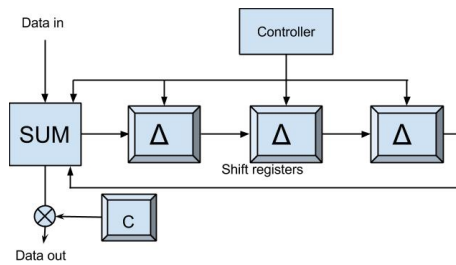 Data in
Controller
SUM
Δ
Δ
Δ
Shift registers
C
Data out